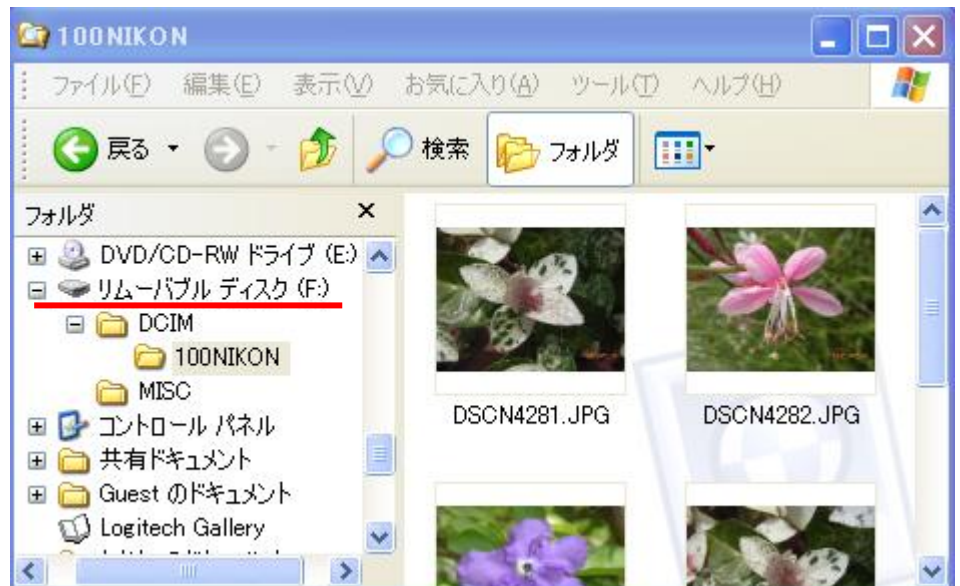 100NIKON
ファイル(F) 編集(E) 表示(V) お気に入り(A) ツール(T) ヘルプ(H)
戻る 検索 フォルダ
フォルダ
DVD/CD-RW ドライブ (E:)
リムーバブル ディスク (F:)
DCIM
100NIKON
MISC
コントロール パネル
共有ドキュメント
Guest のドキュメント
Logitech Gallery
DSCN4281.JPG
DSCN4282.JPG